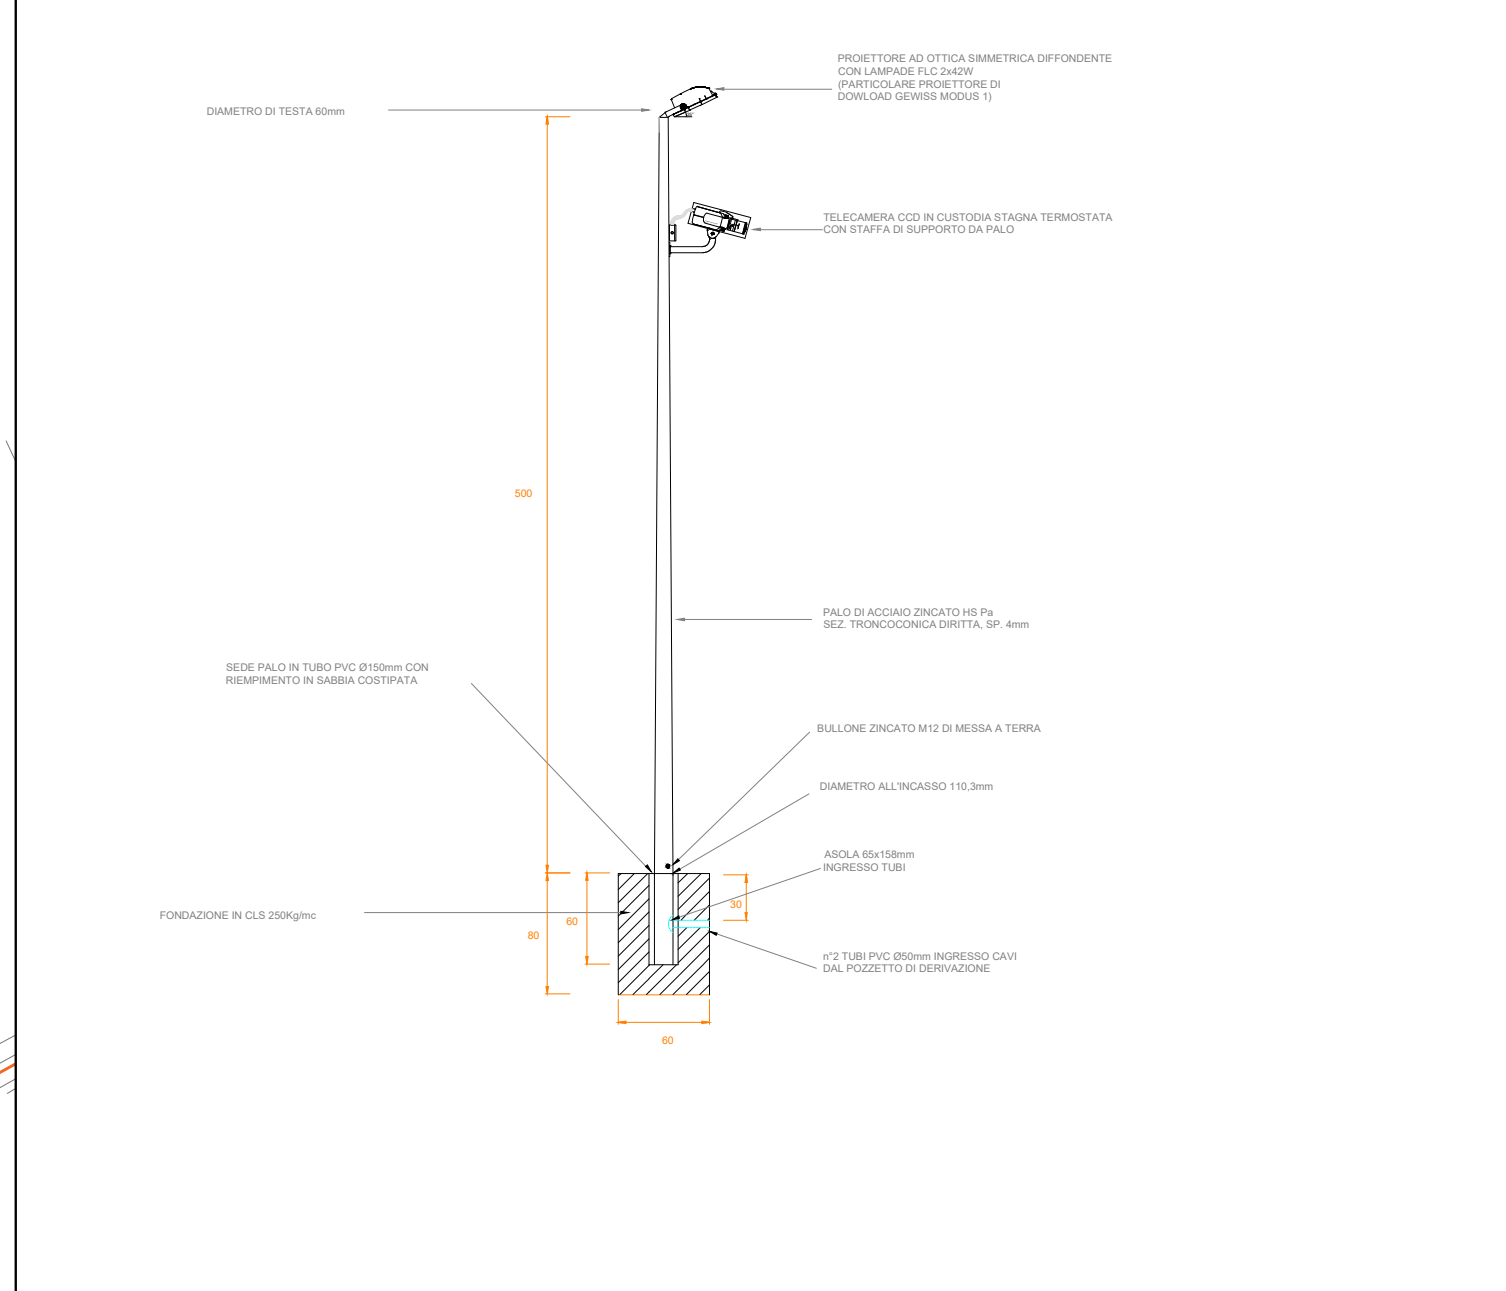 PROIETTORE AD OTTICA SIMMETRICA DIFFONDENTE
CON LAMPADE FLC 2x42W
(PARTICOLARE PROIETTORE DI
DOWLOAD GEWISS MODUS 1)
DIAMETRO DI TESTA 60mm
TELECAMERA CCD IN CUSTODIA STAGNA TERMOSTATA
CON STAFFA DI SUPPORTO DA PALO
500
PALO DI ACCIAIO ZINCATO HS Pa
SEZ. TRONCOCONICA DIRITTA, SP. 4mm
SEDE PALO IN TUBO PVC Ø150mm CON
RIEMPIMENTO IN SABBIA COSTIPATA
BULLONE ZINCATO M12 DI MESSA A TERRA
DIAMETRO ALL'INCASSO 110,3mm
ASOLA 65x158mm
INGRESSO TUBI
30
FONDAZIONE IN CLS 250Kg/mc
60
80
n°2 TUBI PVC Ø50mm INGRESSO CAVI
DAL POZZETTO DI DERIVAZIONE
60